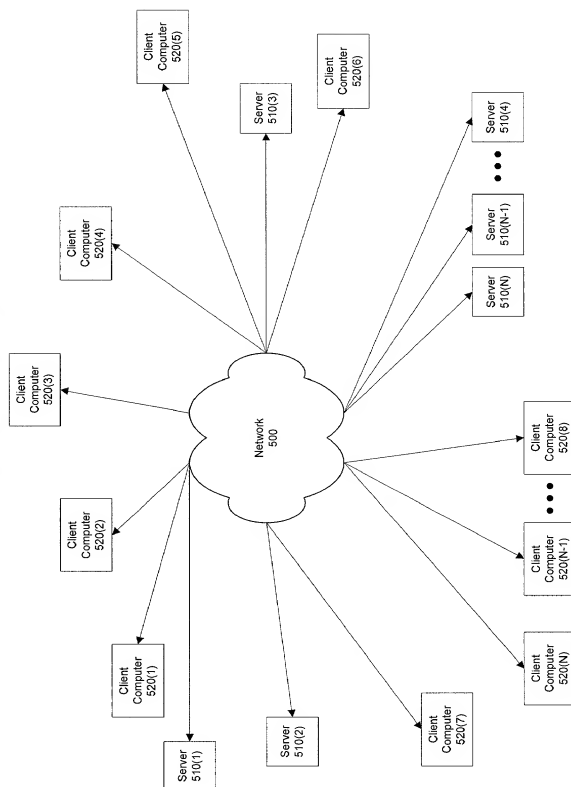 Client
Computer
520(3)
Client
Computer
520(4)
Client
Computer
520(2)
Client
Computer
520(1)
Client
Computer
520(5)
Server
510(1)
Server
510(3)
Network
500
Server
510(2)
Client
Computer
520(6)
Client
Computer
520(7)
Server
510(N)
Server
510(N-1)
Server
510(4)
Client
Computer
520(N)
Client
Computer
520(N-1)
Client
Computer
520(8)